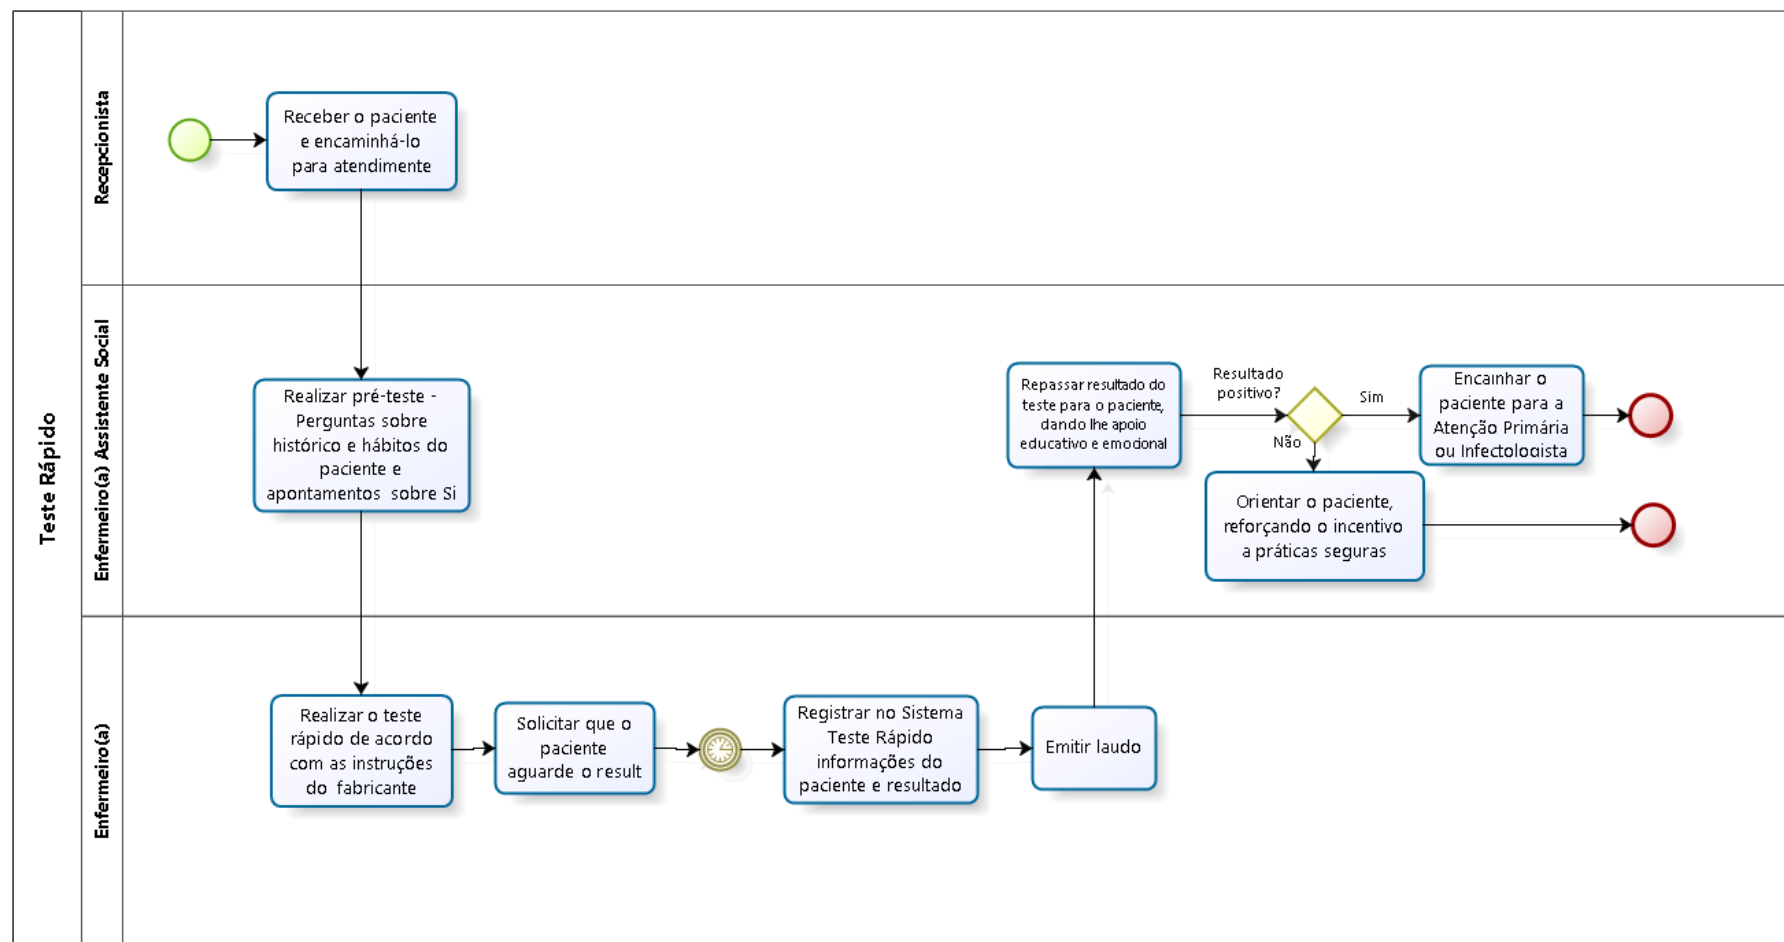 Teste Rápido
Recepcionista
Receber o paciente
e encaminhá-lo
para atendimente
Enfermeiro(a) Assistente Social
Realizar pré-teste -
Perguntas sobre
histórico e hábitos do
paciente e
apontamentos sobre Si
Repassar resultado do
teste para o paciente,
dando lhe apoio
educativo e emocional
Resultado
positivo?
Sim
Não
Encainhar o
paciente para a
Atenção Primária
ou Infectologista
Orientar o paciente,
reforçando o incentivo
a práticas seguras
Enfermeiro(a)
Realizar o teste
rápido de acordo
com as instruções
do fabricante
Solicitar que o
paciente
aguarde o result
Registrar no Sistema
Teste Rápido
informações do
paciente e resultado
Emitir laudo